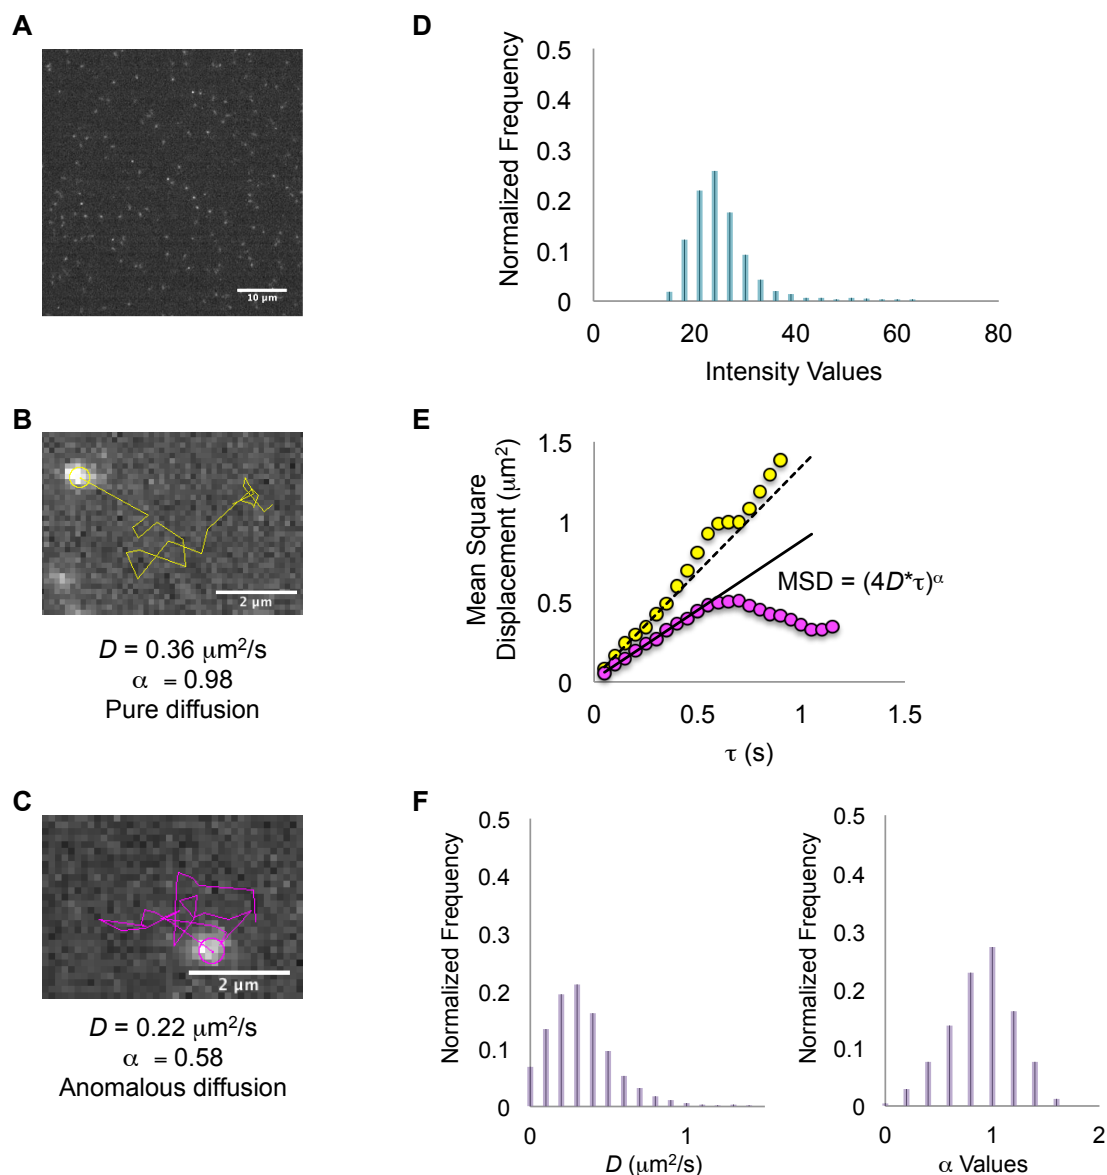 A
10 μm
B
2 μm
D = 0.36 μm²/s
α = 0.98
Pure diffusion
C
2 μm
D = 0.22 μm²/s
α = 0.58
Anomalous diffusion
D
Normalized Frequency
0.5
0.4
0.3
0.2
0.1
0
0 20 40 60 80
Intensity Values
E
Mean Square
Displacement (μm²)
1.5
1
0.5
0
MSD = (4D*τ)^α
0 0.5 1 1.5
τ (s)
F
Normalized Frequency
0.5
0.4
0.3
0.2
0.1
0
0 1
D (μm²/s)
Normalized Frequency
0.5
0.4
0.3
0.2
0.1
0
0 1 2
α Values